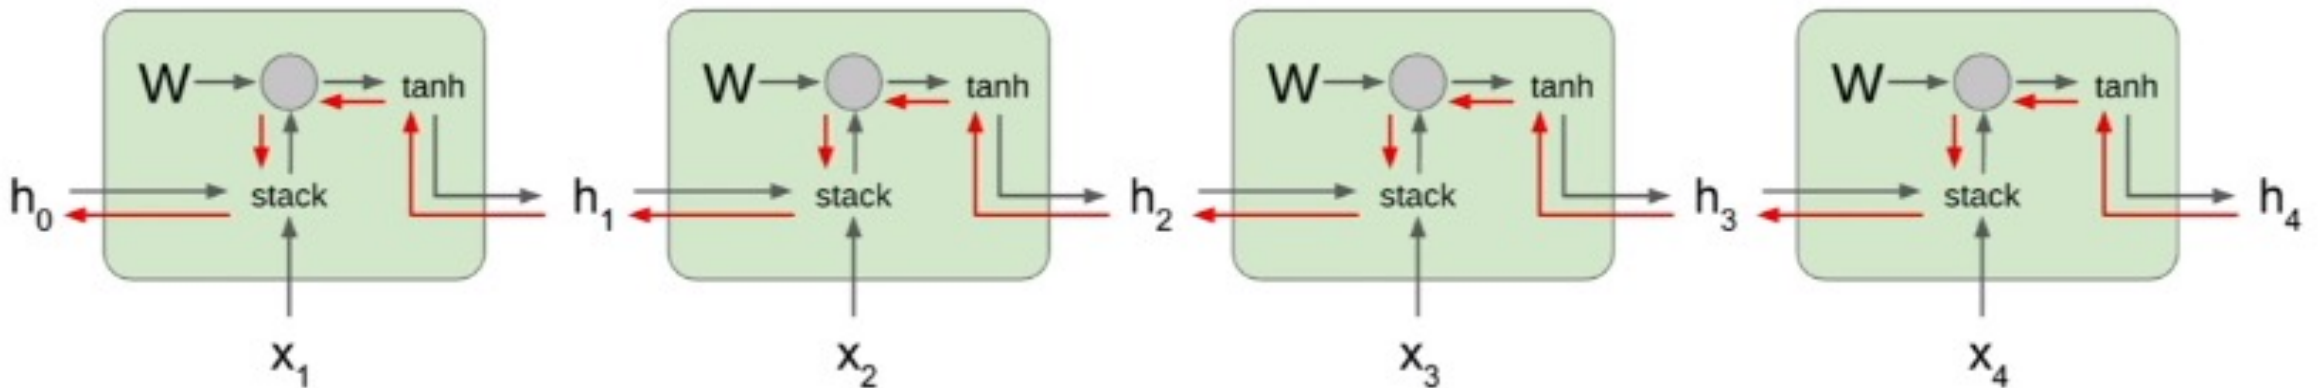 W tanh W tanh W tanh W tanh
h₀ stack h₁ stack h₂ stack h₃ stack h₄
x₁ x₂ x₃ x₄